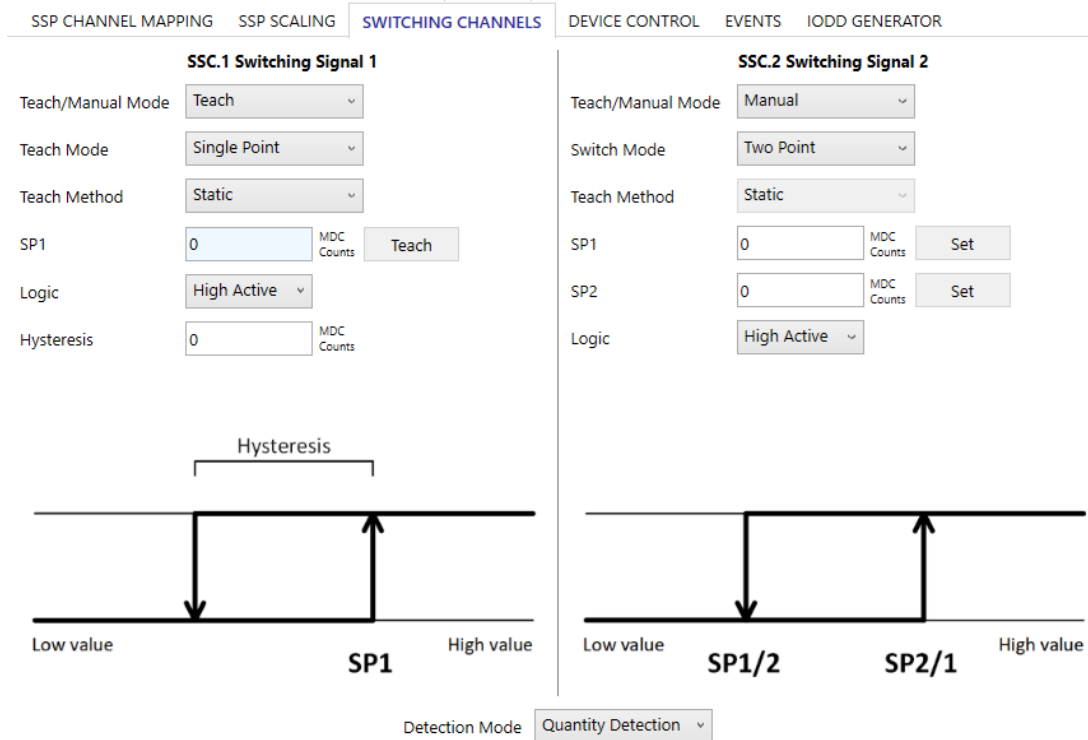 SSP CHANNEL MAPPING SSP SCALING SWITCHING CHANNELS DEVICE CONTROL EVENTS IODD GENERATOR
SSC.1 Switching Signal 1
Teach/Manual Mode Teach
Teach Mode Single Point
Teach Method Static
SP1 0 MDC Counts Teach
Logic High Active
Hysteresis 0 MDC Counts
Hysteresis
Low value High value
SP1
SSC.2 Switching Signal 2
Teach/Manual Mode Manual
Switch Mode Two Point
Teach Method Static
SP1 0 MDC Counts Set
SP2 0 MDC Counts Set
Logic High Active
Low value High value
SP1/2 SP2/1
Detection Mode Quantity Detection